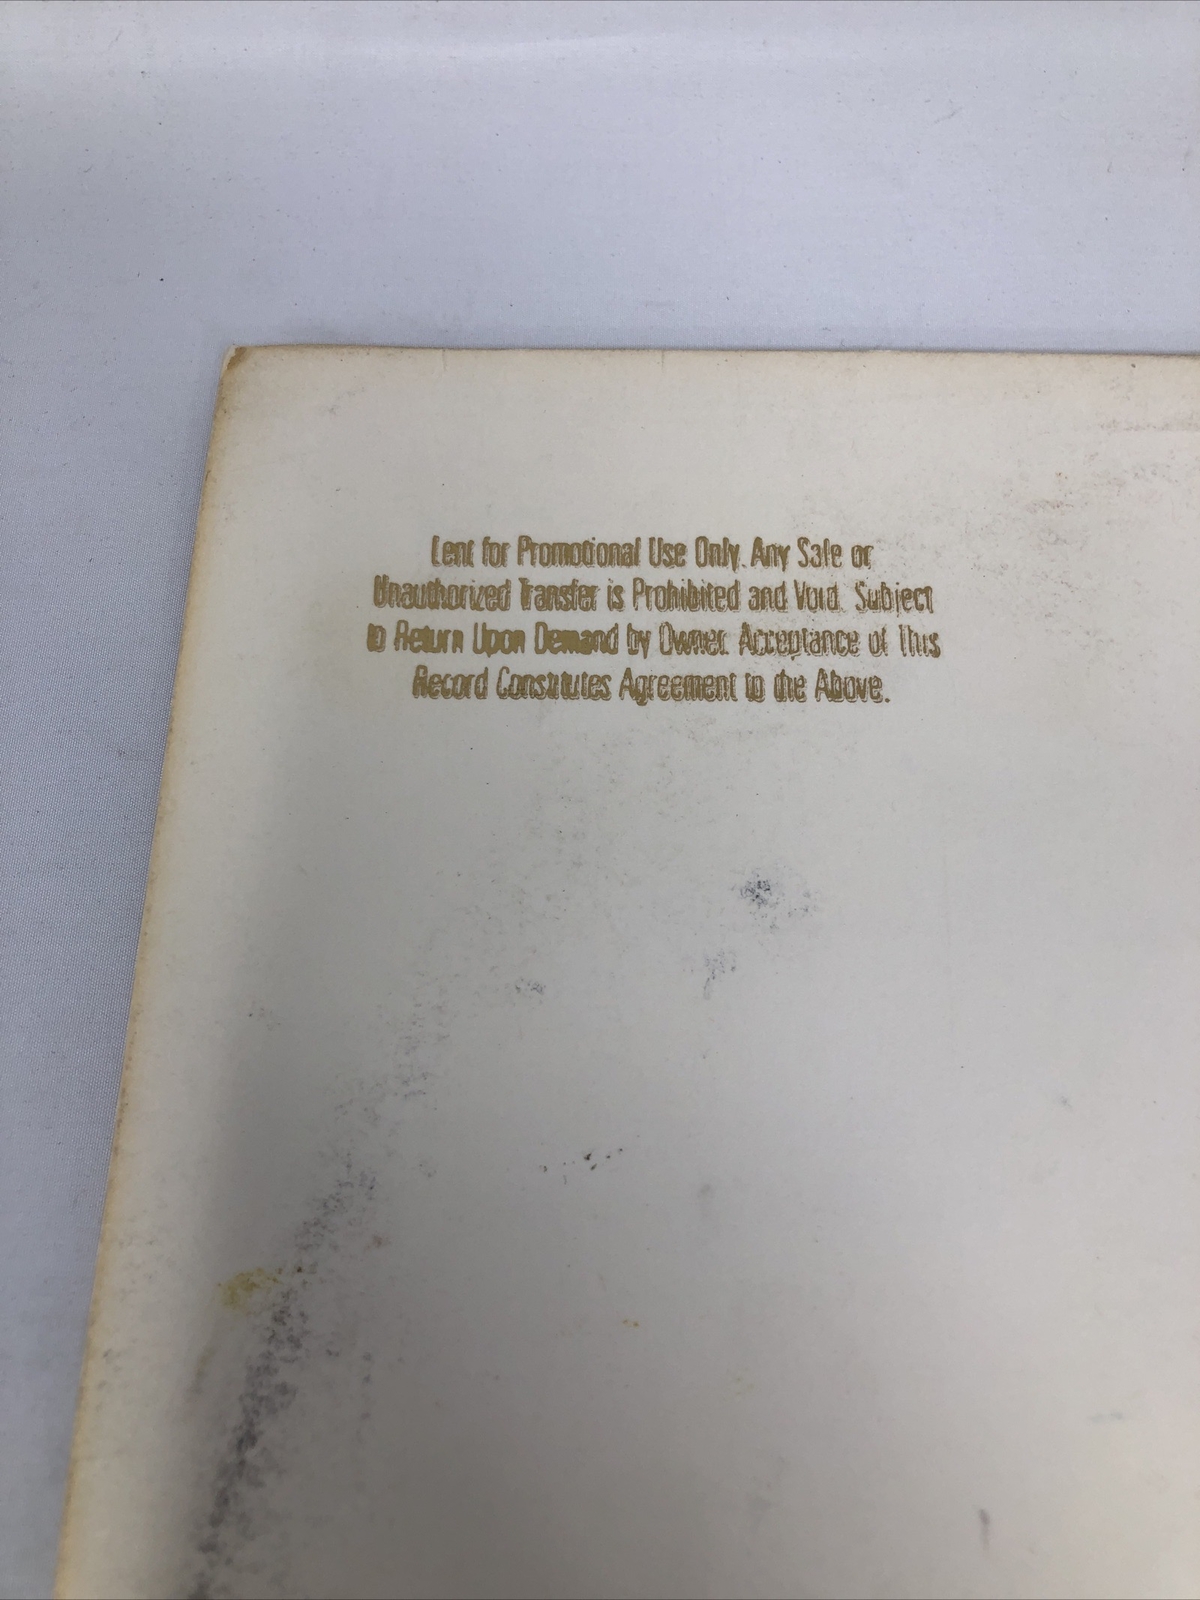 Lent for Promotional Use Only. Any Sale or
Unauthorized Transfer is Prohibited and Void. Subject
to Return Upon Demand by Owner. Acceptance of This
Record Constitutes Agreement to the Above.